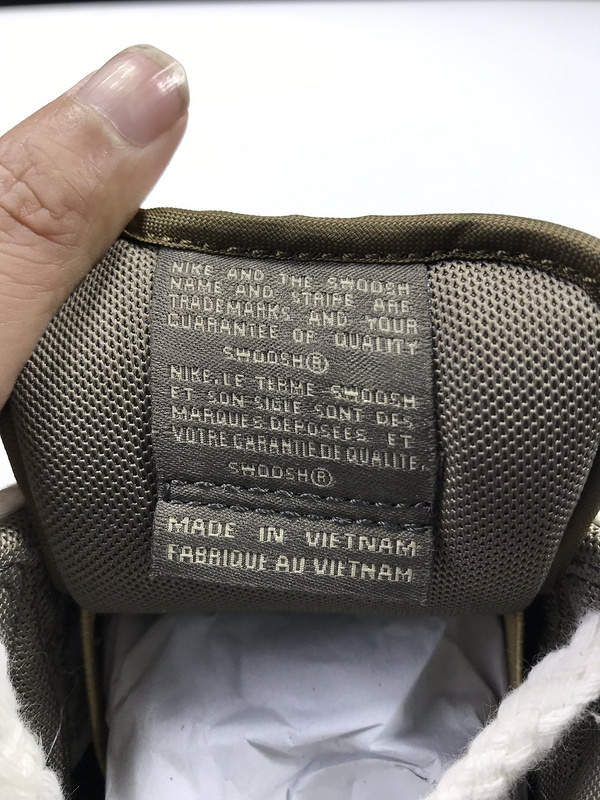 NIKE AND THE SWOOSH
NAME AND STRIPE ARE
TRADEMARKS AND YOUR
GUARANTEE OF QUALITY
SWOOSH®
NIKE, LE TERME SWOOSH
ET SON SIGLE SONT DES
MARQUES DEPOSEES ET
VOTRE GARANTIE DE QUALITE,
SWOOSH®
MADE IN VIETNAM
FABRIQUE AU VIETNAM